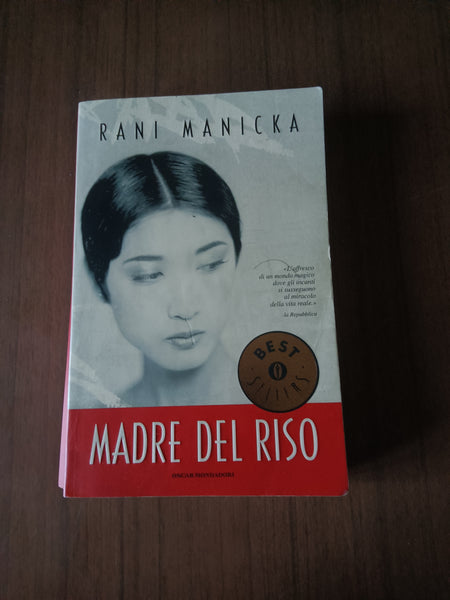 RANI MANICKA
«L'affresco
di un mondo magico
dove gli incanti
si susseguono
al miracolo
della vita reale.»
la Repubblica
BEST
SELLERS
MADRE DEL RISO
OSCAR MONDADORI